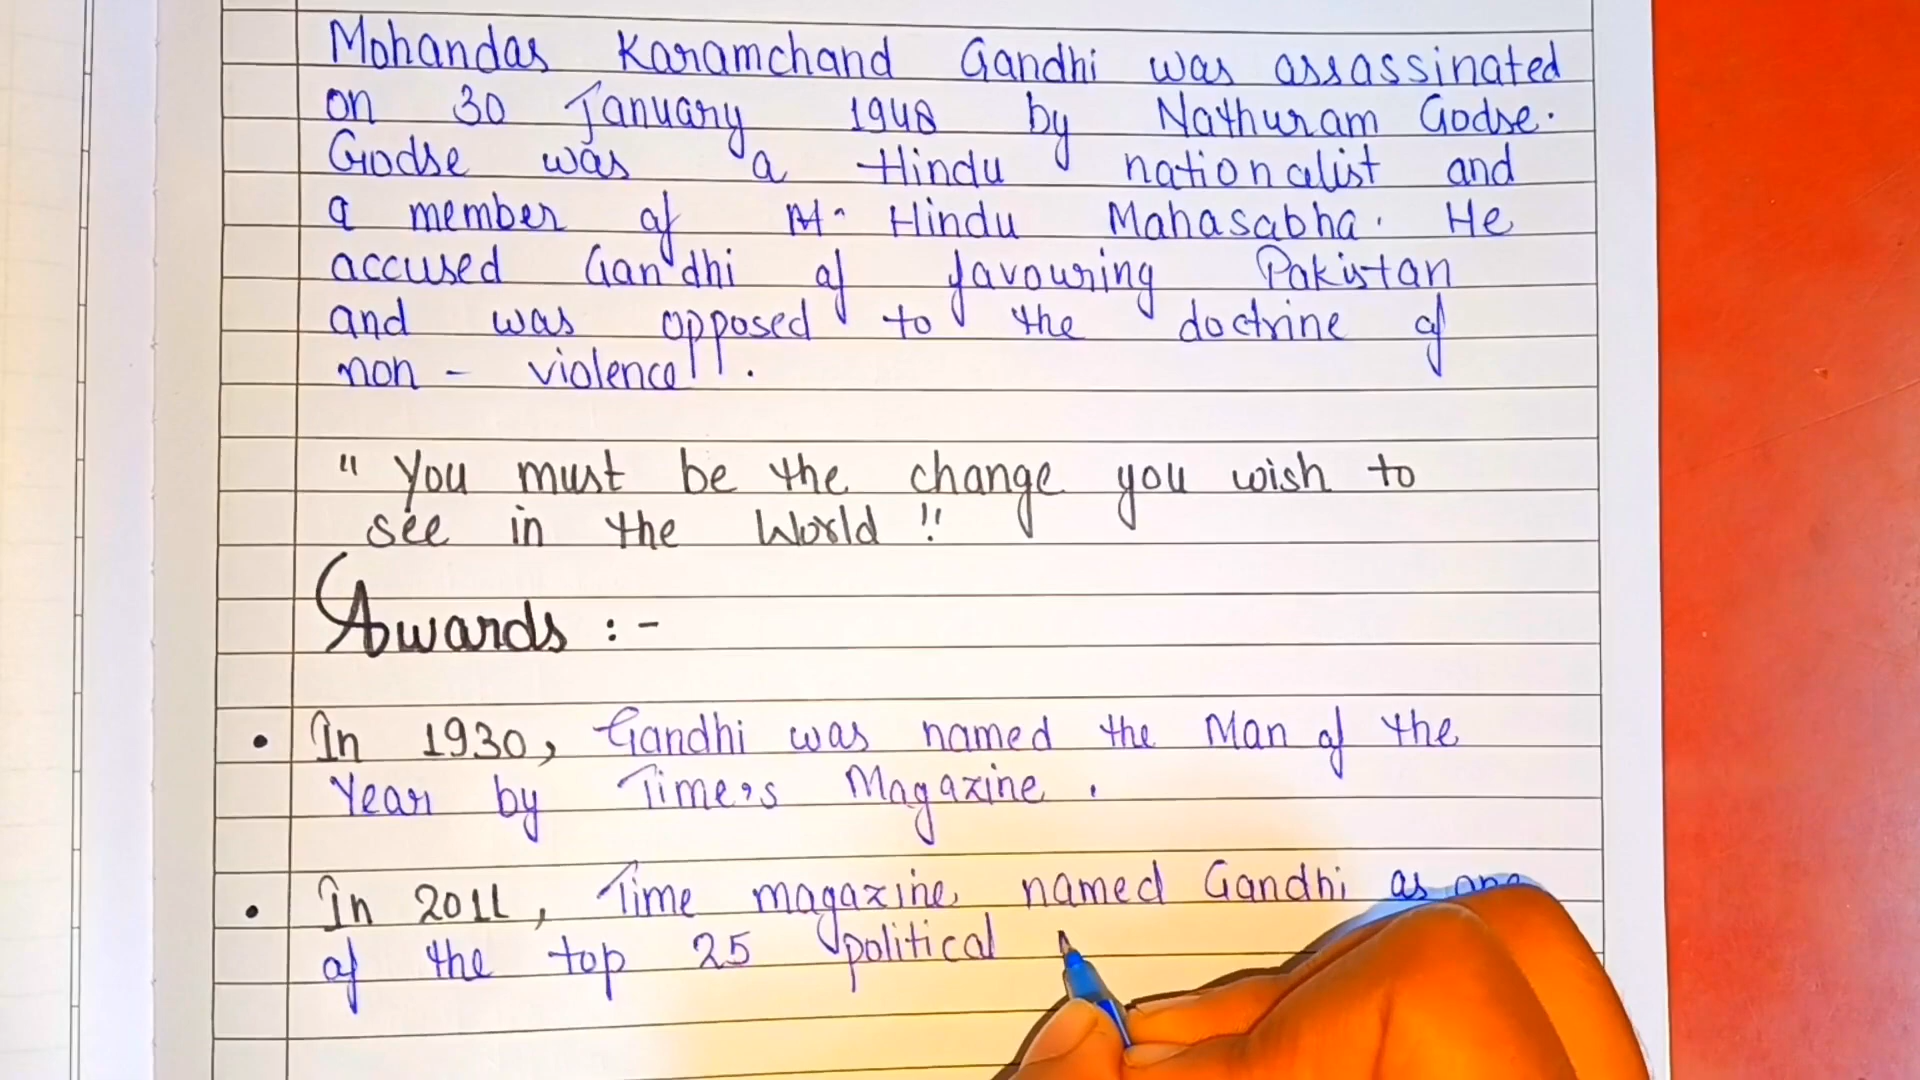 Mohandas Karamchand Gandhi was assassinated
on 30 January 1948 by Nathuram Godse.
Godse was a Hindu nationalist and
a member of Hindu Mahasabha. He
accused Gandhi of favouring Pakistan
and was opposed to the doctrine of
non - violence .
" You must be the change you wish to
see in the World !!
Awards : -
• In 1930, Gandhi was named the Man of the
Year by Time's Magazine .
• In 2011, Time magazine named Gandhi as one
of the top 25 political